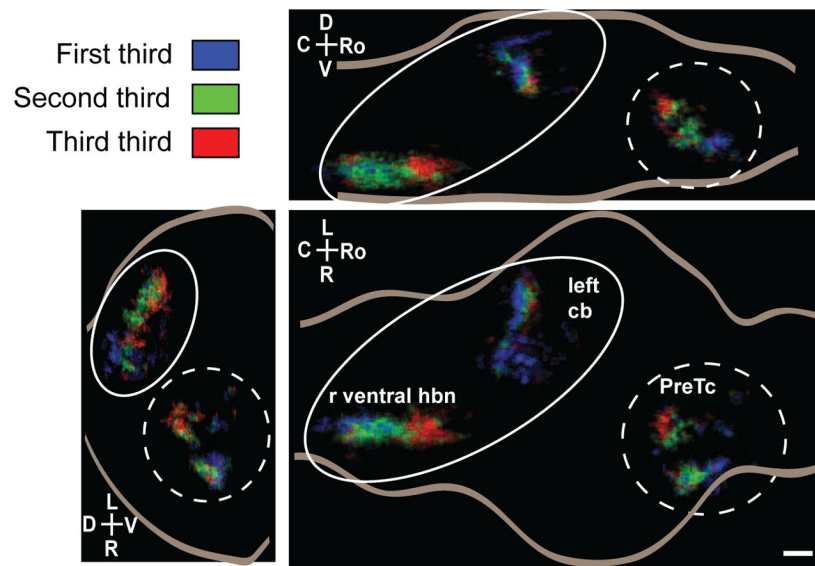 First third
Second third
Third third
D
C Ro
V
L
C Ro
R
left
cb
r ventral hbn
PreTc
L
D V
R